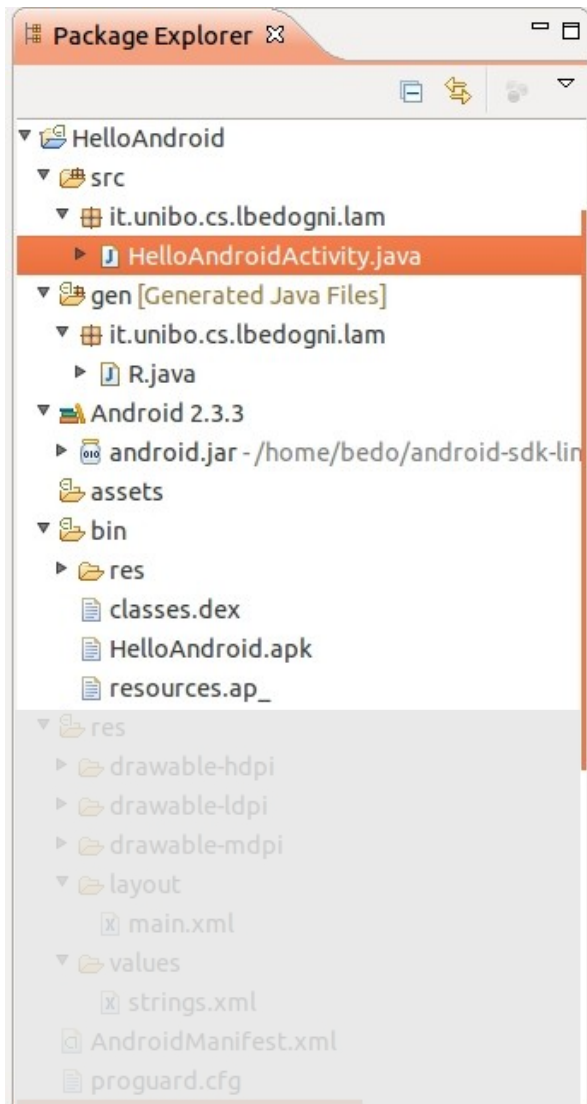 Package Explorer
HelloAndroid
src
it.unibo.cs.lbedogni.lam
HelloAndroidActivity.java
gen [Generated Java Files]
it.unibo.cs.lbedogni.lam
R.java
Android 2.3.3
android.jar - /home/bedo/android-sdk-lin
assets
bin
res
classes.dex
HelloAndroid.apk
resources.ap_
res
drawable-hdpi
drawable-ldpi
drawable-mdpi
layout
main.xml
values
strings.xml
AndroidManifest.xml
proguard.cfg